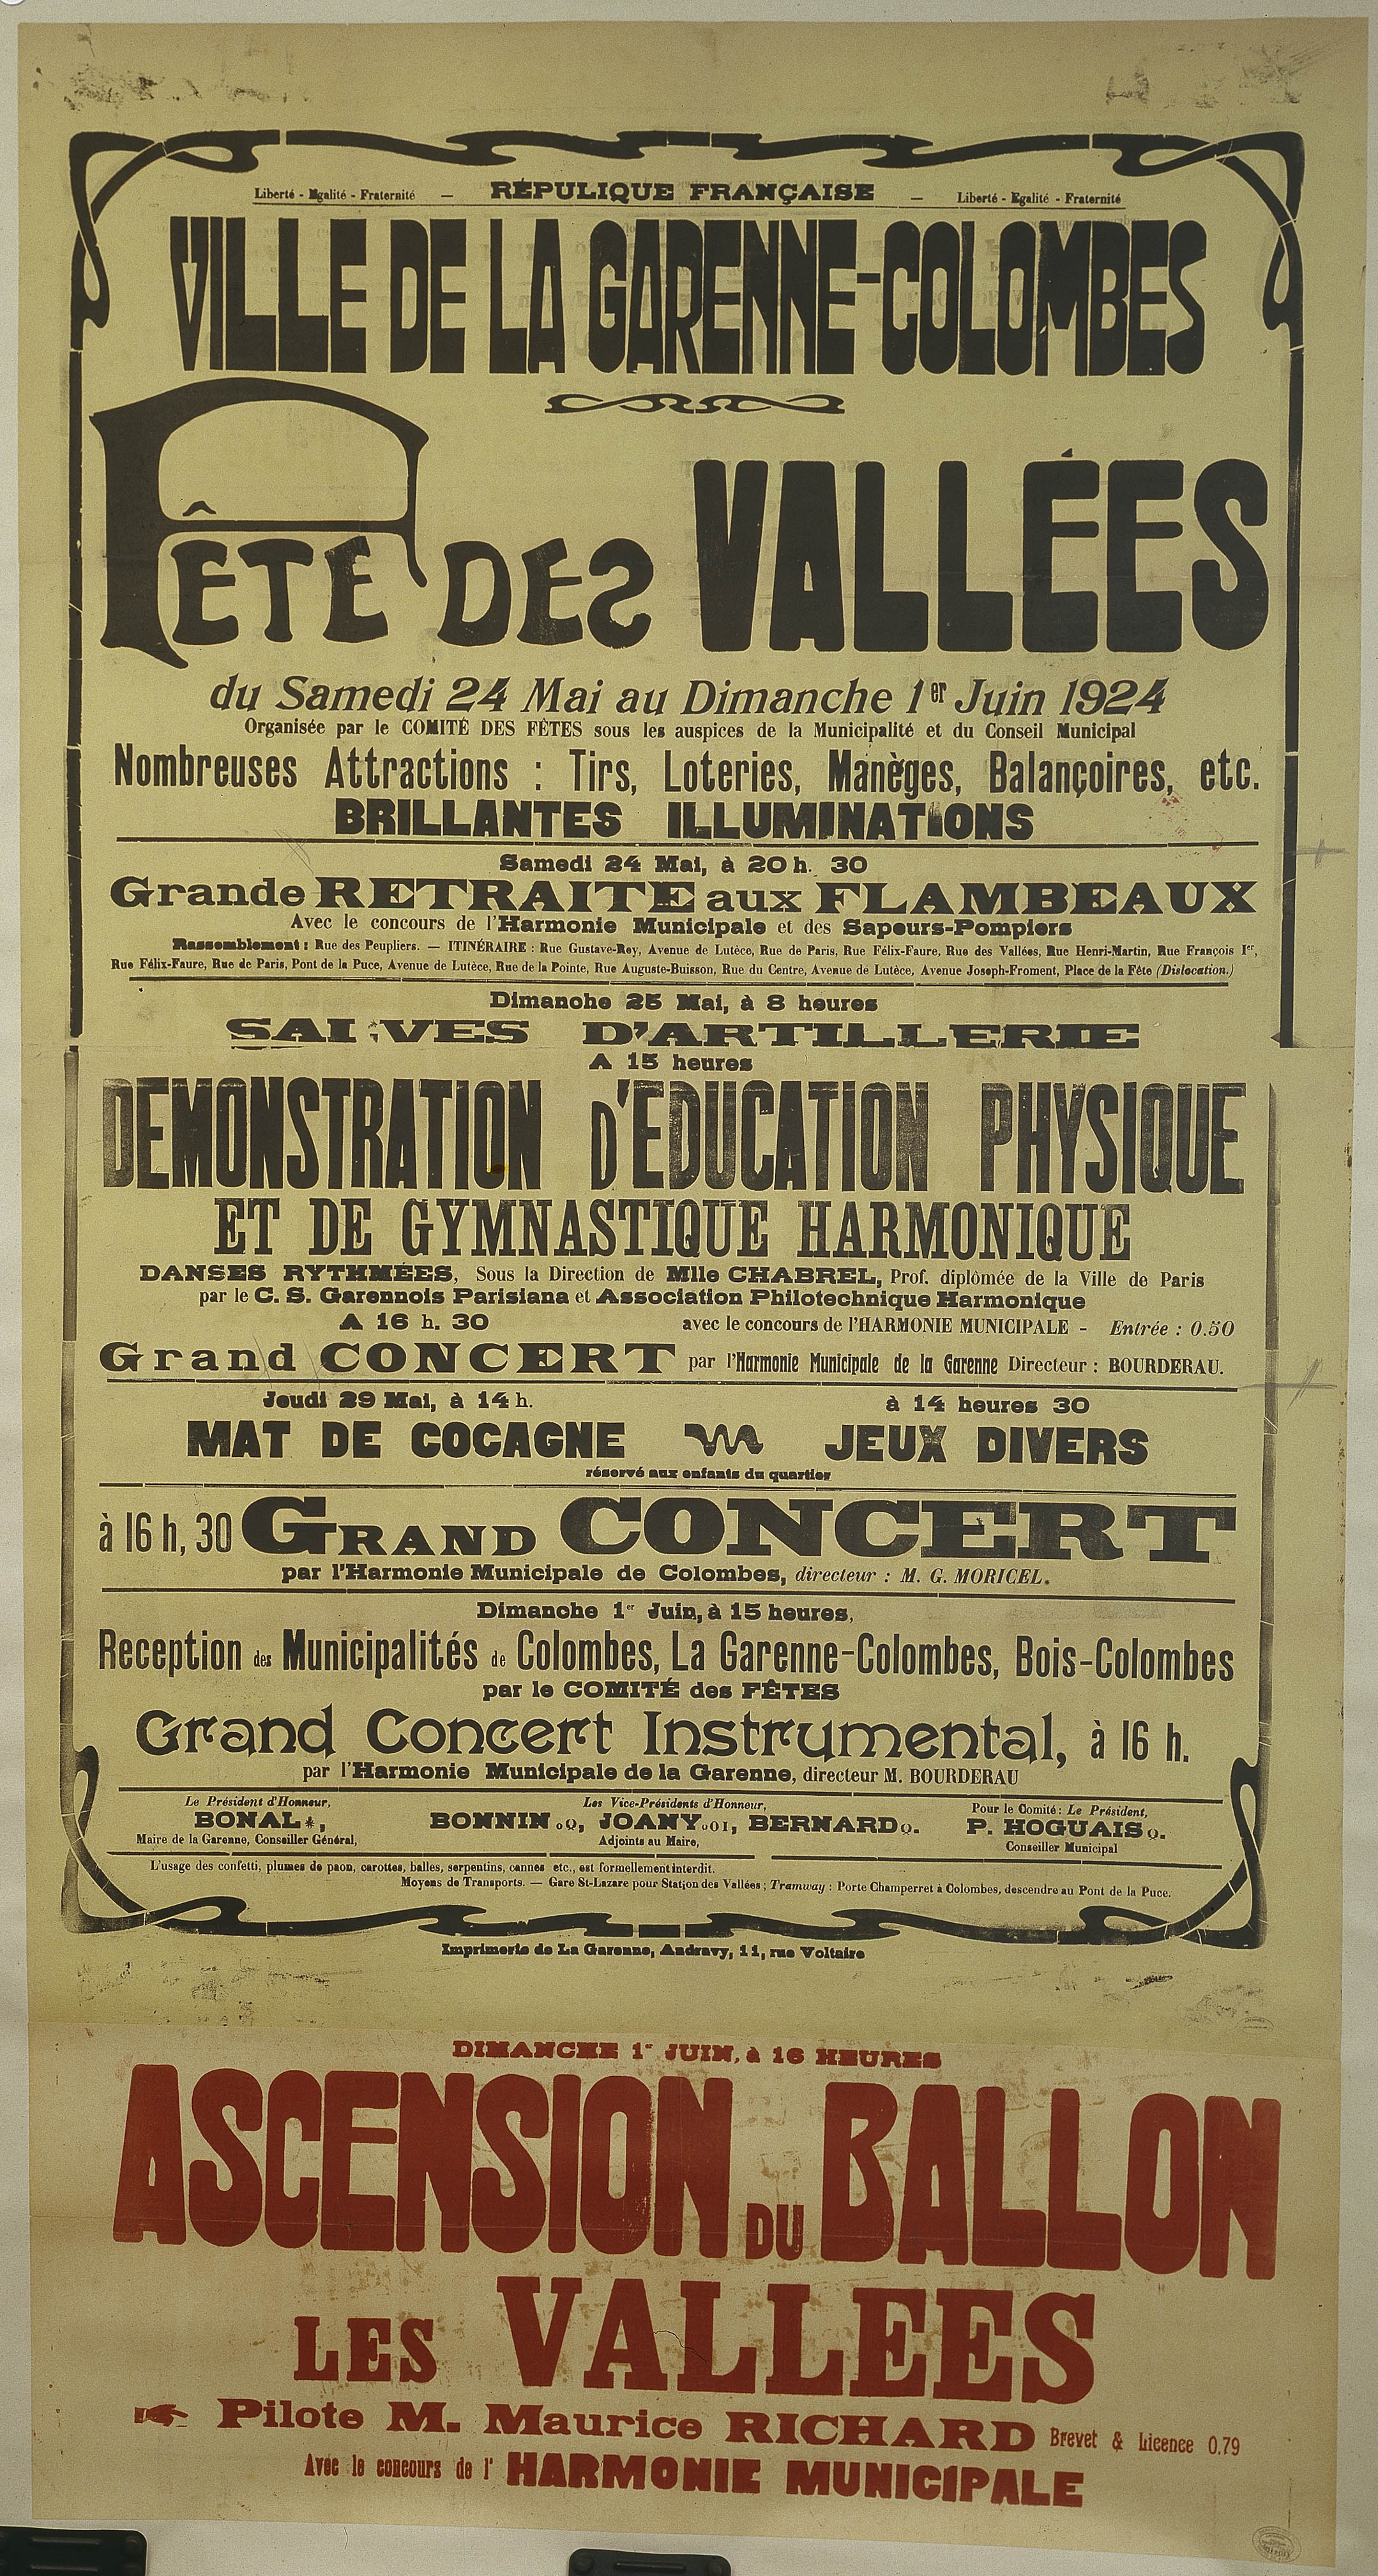 Liberté - Egalité - Fraternité — RÉPULIQUE FRANÇAISE — Liberté - Egalité - Fraternité
VILLE DE LA GARENNE-COLOMBES
FÊTE DES VALLÉES
du Samedi 24 Mai au Dimanche 1er Juin 1924
Organisée par le COMITÉ DES FÊTES sous les auspices de la Municipalité et du Conseil Municipal
Nombreuses Attractions : Tirs, Loteries, Manèges, Balançoires, etc.
BRILLANTES ILLUMINATIONS
Samedi 24 Mai, à 20 h. 30
Grande RETRAITE aux FLAMBEAUX
Avec le concours de l'Harmonie Municipale et des Sapeurs-Pompiers
Rassemblement : Rue des Peupliers. — ITINÉRAIRE : Rue Gustave-Rey, Avenue de Lutèce, Rue de Paris, Rue Félix-Faure, Rue des Vallées, Rue Henri-Martin, Rue François Ier,
Rue Félix-Faure, Rue de Paris, Pont de la Puce, Avenue de Lutèce, Rue de la Pointe, Rue Auguste-Buisson, Rue du Centre, Avenue de Lutèce, Avenue Joseph-Froment, Place de la Fête (Dislocation.)
Dimanche 25 Mai, à 8 heures
SALVES D'ARTILLERIE
A 15 heures
DEMONSTRATION D'EDUCATION PHYSIQUE
ET DE GYMNASTIQUE HARMONIQUE
DANSES RYTHMÉES, Sous la Direction de Mlle CHABREL, Prof. diplômée de la Ville de Paris
par le C. S. Garennois Parisiana et Association Philotechnique Harmonique
A 16 h. 30 avec le concours de l'HARMONIE MUNICIPALE - Entrée : 0.50
Grand CONCERT par l'Harmonie Municipale de la Garenne Directeur : BOURDERAU.
Jeudi 29 Mai, à 14 h. à 14 heures 30
MAT DE COCAGNE JEUX DIVERS
réservé aux enfants du quartier
à 16 h, 30 GRAND CONCERT
par l'Harmonie Municipale de Colombes, directeur : M. G. MORICEL.
Dimanche 1er Juin, à 15 heures,
Reception des Municipalités de Colombes, La Garenne-Colombes, Bois-Colombes
par le COMITÉ des FÊTES
Grand Concert Instrumental, à 16 h.
par l'Harmonie Municipale de la Garenne, directeur M. BOURDERAU
Le Président d'Honneur, Les Vice-Présidents d'Honneur, Pour le Comité : Le Président,
BONAL*, BONNIN, JOANY, BERNARD. P. HOGUAIS.
Maire de la Garenne, Conseiller Général, Adjoints au Maire, Conseiller Municipal
L'usage des confetti, plumes de paon, carottes, balles, serpentins, cannes etc., est formellement interdit.
Moyens de Transports. — Gare St-Lazare pour Station des Vallées ; Tramway : Porte Champerret à Colombes, descendre au Pont de la Puce.
Imprimerie de La Garenne, Andravy, 11, rue Voltaire
DIMANCHE 1er JUIN, à 16 HEURES
ASCENSION DU BALLON
LES VALLEES
Pilote M. Maurice RICHARD Brevet & Licence 0.79
Avec le concours de l'HARMONIE MUNICIPALE